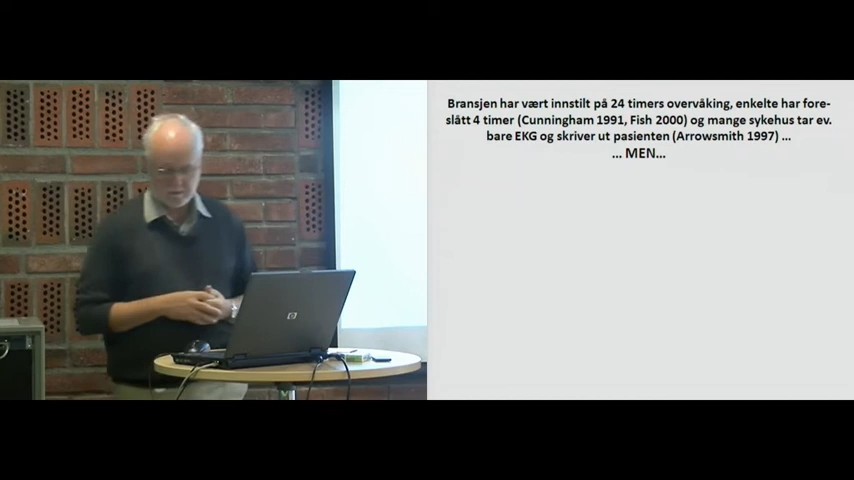 Bransjen har vært innstilt på 24 timers overvåking, enkelte har fore-
slått 4 timer (Cunningham 1991, Fish 2000) og mange sykehus tar ev.
bare EKG og skriver ut pasienten (Arrowsmith 1997) ...
... MEN...
hp